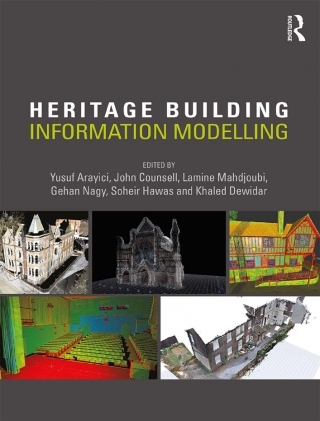 Routledge
HERITAGE BUILDING
INFORMATION MODELLING
EDITED BY
Yusuf Arayici, John Counsell, Lamine Mahdjoubi,
Gehan Nagy, Soheir Hawas and Khaled Dewidar